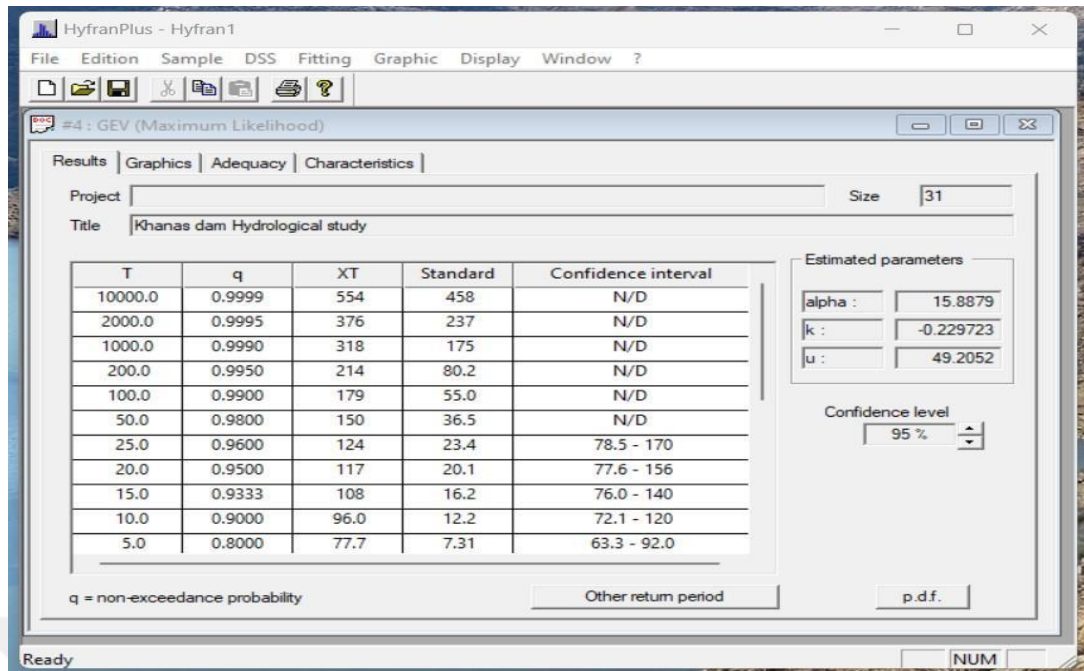 HyfranPlus - Hyfran1
File Edition Sample DSS Fitting Graphic Display Window ?
#4 : GEV (Maximum Likelihood)
Results Graphics Adequacy Characteristics
Project Size 31
Title Khanas dam Hydrological study
T q XT Standard Confidence interval
10000.0 0.9999 554 458 N/D
2000.0 0.9995 376 237 N/D
1000.0 0.9990 318 175 N/D
200.0 0.9950 214 80.2 N/D
100.0 0.9900 179 55.0 N/D
50.0 0.9800 150 36.5 N/D
25.0 0.9600 124 23.4 78.5 - 170
20.0 0.9500 117 20.1 77.6 - 156
15.0 0.9333 108 16.2 76.0 - 140
10.0 0.9000 96.0 12.2 72.1 - 120
5.0 0.8000 77.7 7.31 63.3 - 92.0
Estimated parameters
alpha : 15.8879
k : -0.229723
u : 49.2052
Confidence level
95 %
q = non-exceedance probability Other return period p.d.f.
Ready NUM